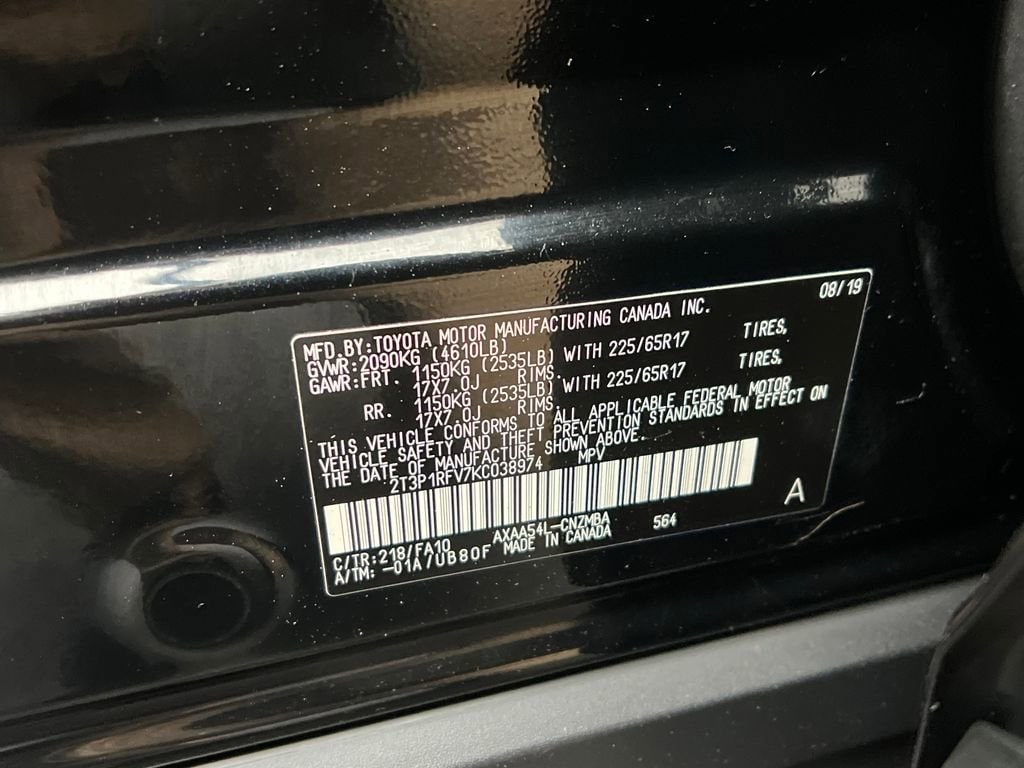 08/19
MFD.BY:TOYOTA MOTOR MANUFACTURING CANADA INC.
GVWR:2090KG (4610LB)
GAWR:FRT. 1150KG (2535LB) WITH 225/65R17 TIRES,
17X7.0J RIMS.
RR. 1150KG (2535LB) WITH 225/65R17 TIRES,
17X7.0J RIMS.
THIS VEHICLE CONFORMS TO ALL APPLICABLE FEDERAL MOTOR
VEHICLE SAFETY AND THEFT PREVENTION STANDARDS IN EFFECT ON
THE DATE OF MANUFACTURE SHOWN ABOVE.
2T3P1RFV7KC038974 MPV
A
AXAA54L-CNZMBA 564
C/TR:218/FA10 MADE IN CANADA
A/TM: -01A/UB80F